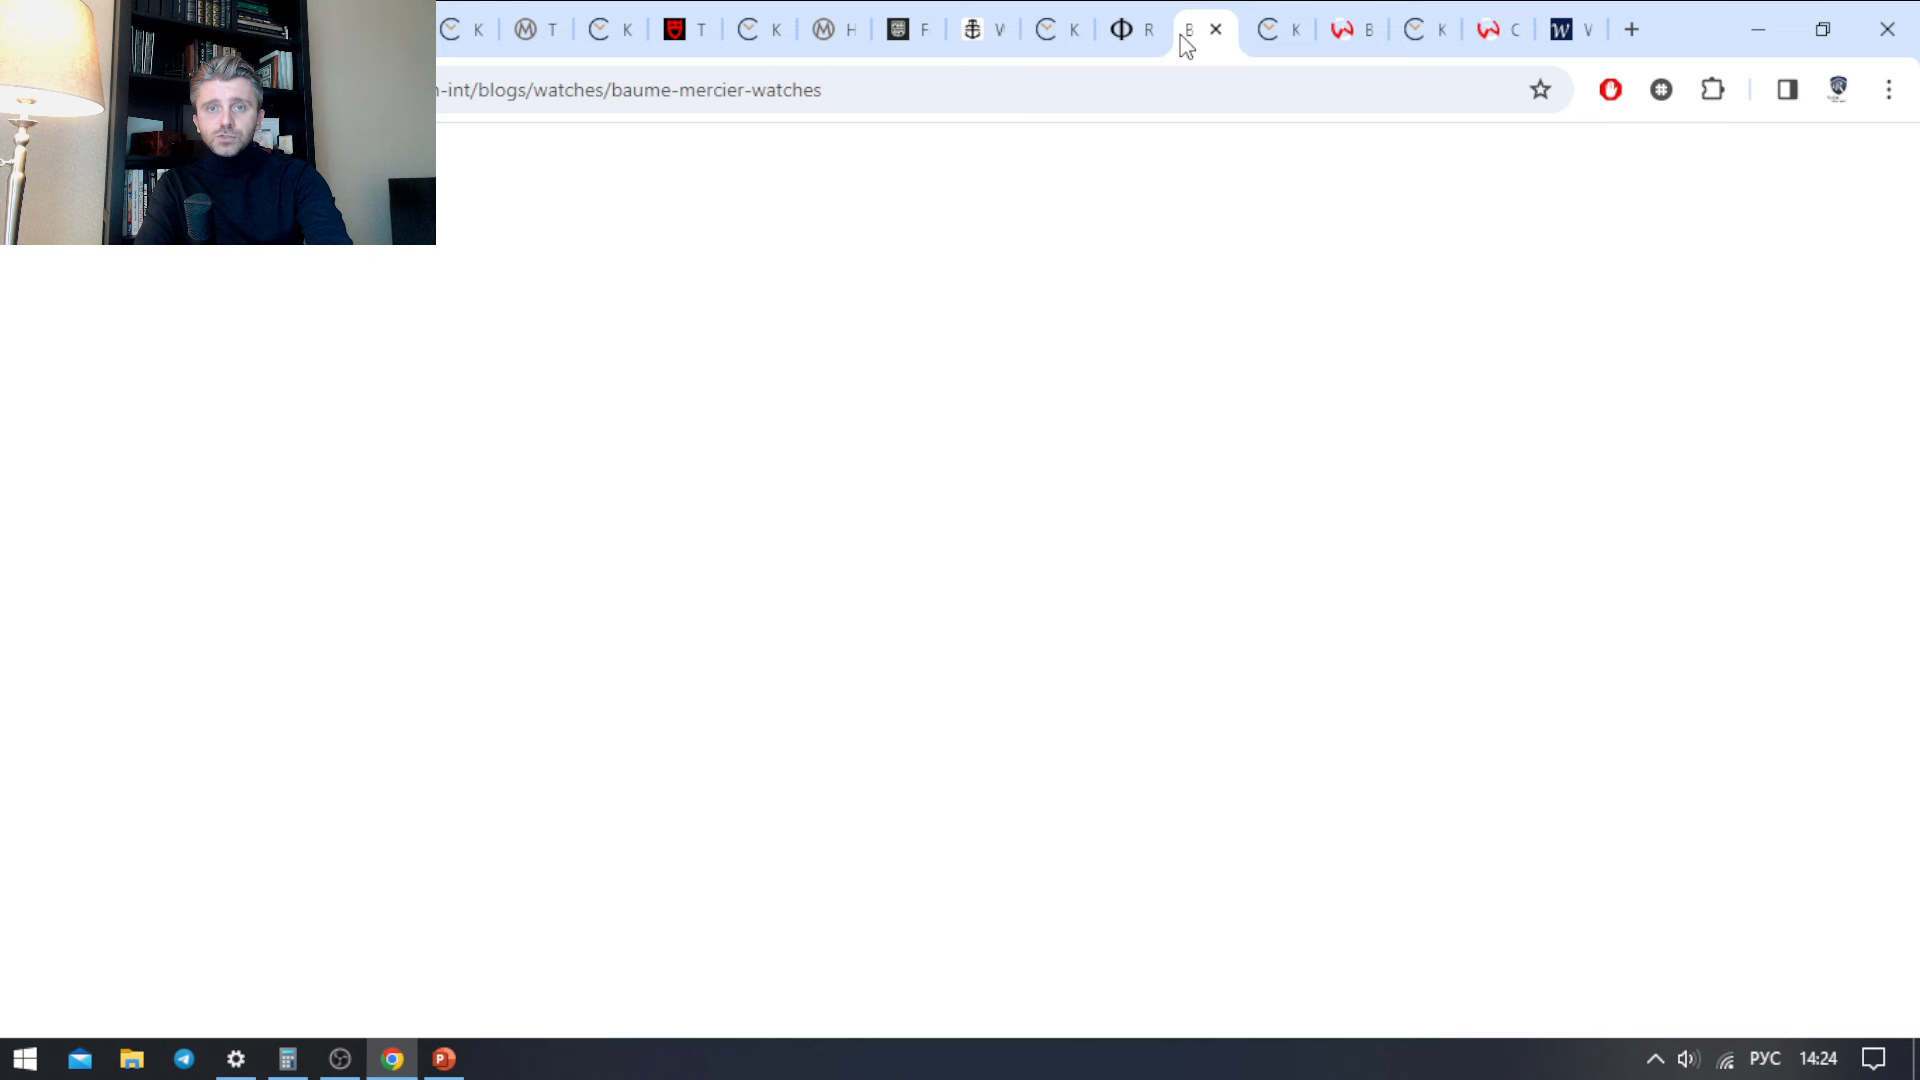 K T K T K H F V K R B K B K C V
n-int/blogs/watches/baume-mercier-watches
РУС 14:24